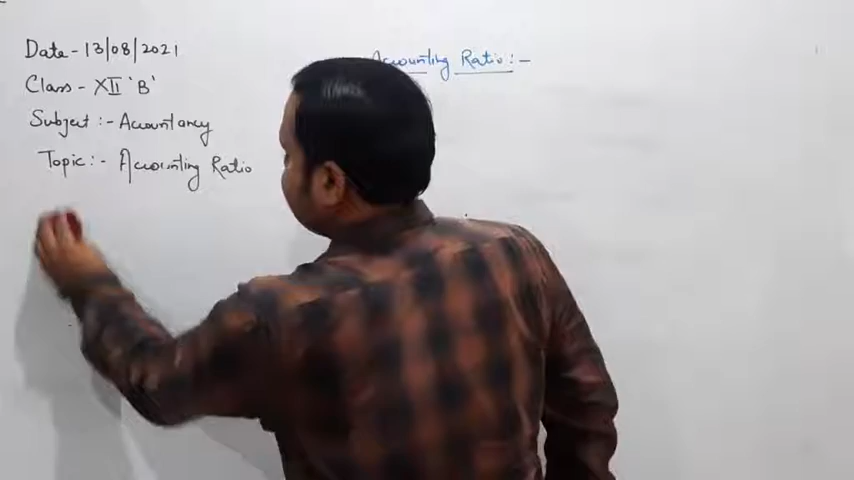 Date - 13/08/2021
Class - XII 'B'
Subject :- Accountancy
Topic :- Accounting Ratio
Accounting Ratio :-